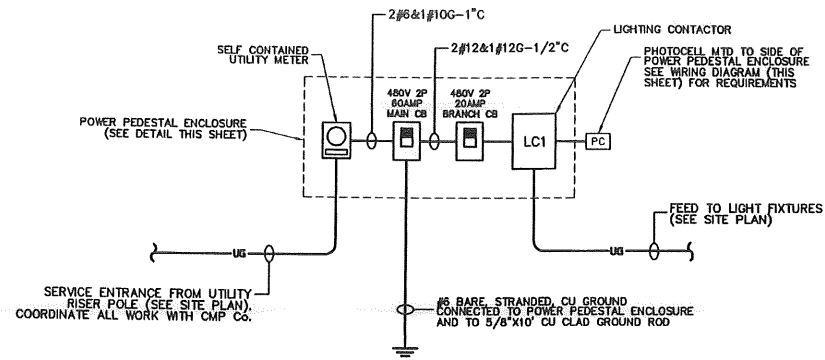 2#6&1#10G-1"C
2#12&1#12G-1/2"C
LIGHTING CONTACTOR
SELF CONTAINED
UTILITY METER
PHOTOCELL MTD TO SIDE OF
POWER PEDESTAL ENCLOSURE
SEE WIRING DIAGRAM (THIS
SHEET) FOR REQUIREMENTS
480V 2P
60AMP
MAIN CB
480V 2P
20AMP
BRANCH CB
POWER PEDESTAL ENCLOSURE
(SEE DETAIL THIS SHEET)
LC1
PC
FEED TO LIGHT FIXTURES
(SEE SITE PLAN)
UG
UG
SERVICE ENTRANCE FROM UTILITY
RISER POLE (SEE SITE PLAN).
COORDINATE ALL WORK WITH CMP Co.
#6 BARE, STRANDED, CU GROUND
CONNECTED TO POWER PEDESTAL ENCLOSURE
AND TO 5/8"X10' CU CLAD GROUND ROD